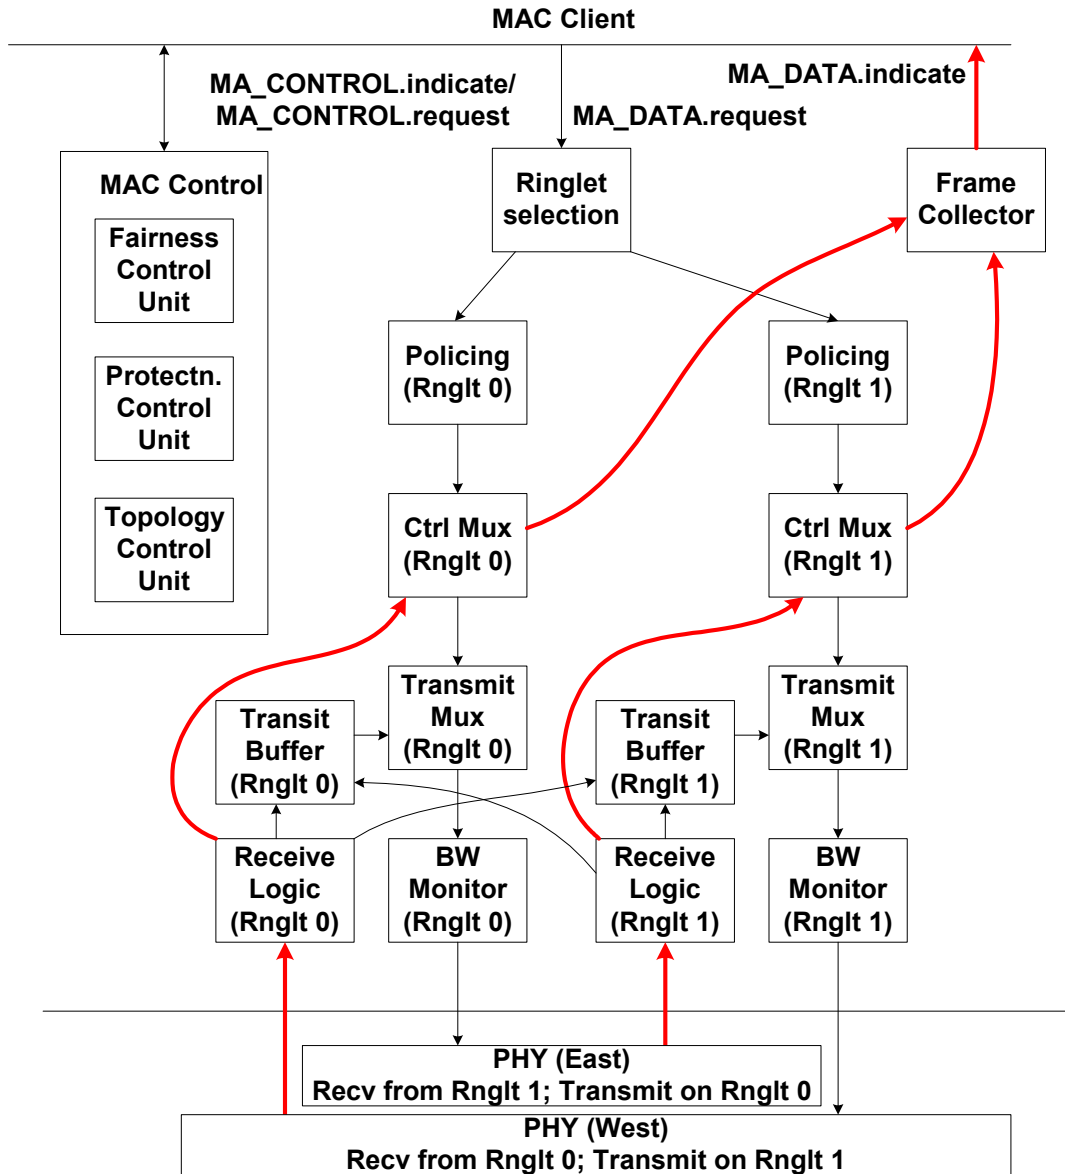 MAC Client
MA_CONTROL.indicate/
MA_CONTROL.request
MA_DATA.request
MA_DATA.indicate
MAC Control
Fairness
Control
Unit
Protectn.
Control
Unit
Topology
Control
Unit
Ringlet
selection
Frame
Collector
Policing
(Rnglt 0)
Policing
(Rnglt 1)
Ctrl Mux
(Rnglt 0)
Ctrl Mux
(Rnglt 1)
Transmit
Mux
(Rnglt 0)
Transmit
Mux
(Rnglt 1)
Transit
Buffer
(Rnglt 0)
Transit
Buffer
(Rnglt 1)
Receive
Logic
(Rnglt 0)
BW
Monitor
(Rnglt 0)
Receive
Logic
(Rnglt 1)
BW
Monitor
(Rnglt 1)
PHY (East)
Recv from Rnglt 1; Transmit on Rnglt 0
PHY (West)
Recv from Rnglt 0; Transmit on Rnglt 1